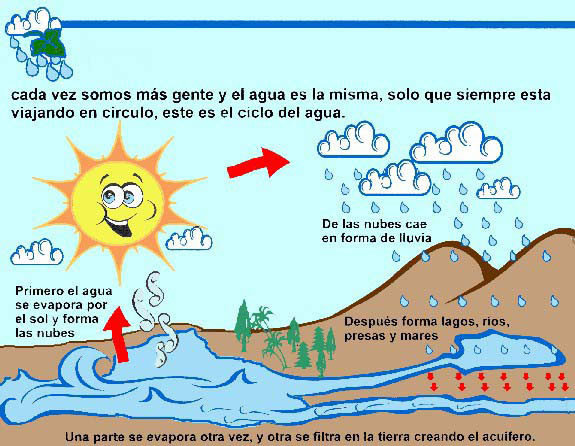 cada vez somos más gente y el agua es la misma, solo que siempre esta
viajando en circulo, este es el ciclo del agua.
De las nubes cae
en forma de lluvia
Primero el agua
se evapora por
el sol y forma
las nubes
Después forma lagos, rios,
presas y mares
Una parte se evapora otra vez, y otra se filtra en la tierra creando el acuífero.